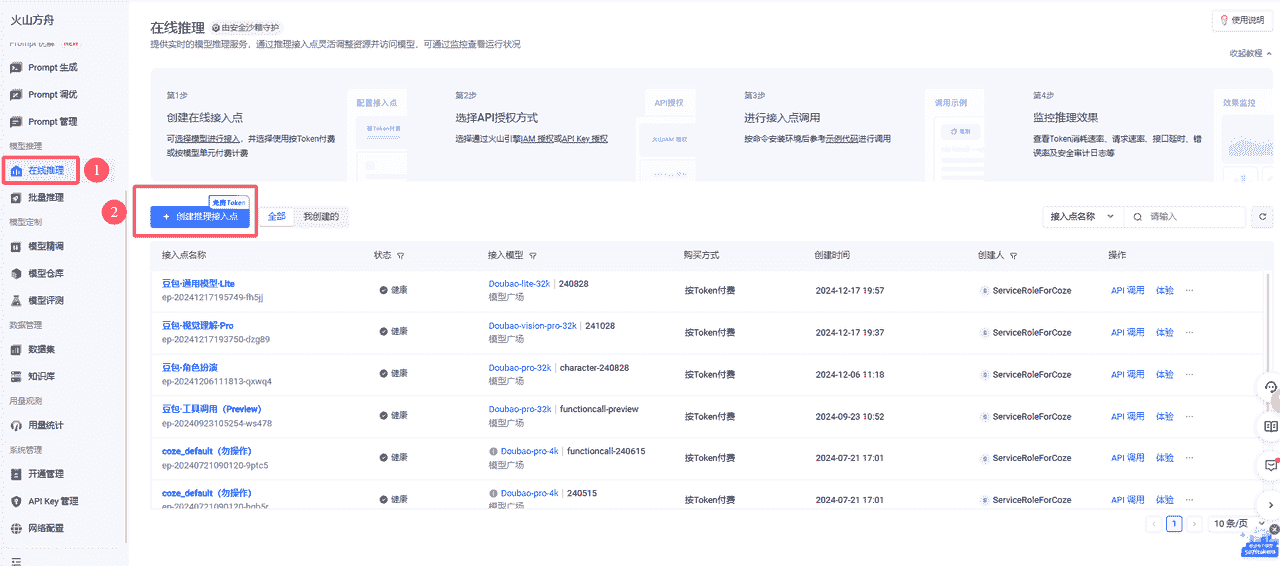 火山方舟
NEW
Prompt 生成
Prompt 调优
Prompt 管理
模型推理
在线推理
批量推理
模型定制
模型精调
模型仓库
模型评测
数据管理
数据集
知识库
用量观测
用量统计
系统管理
开通管理
API Key 管理
网络配置
1
2
在线推理 由安全沙箱守护
提供实时的模型推理服务，通过推理接入点灵活调整资源并访问模型，可通过监控查看运行状况
使用说明
收起教程
第1步
创建在线接入点
可选择模型进行接入，并选择使用按Token付费
或按模型单元付费计费
配置接入点
按Token付费
第2步
选择API授权方式
选择通过火山引擎IAM 授权或API Key 授权
API授权
火山IAM 授权
第3步
进行接入点调用
按命令安装环境后参考示例代码进行调用
调用示例
复制
第4步
监控推理效果
查看Token消耗速率、请求速率、接口延时、错
误率及安全审计日志等
效果监控
免费Token
+ 创建推理接入点
全部 我创建的
接入点名称 请输入
接入点名称 状态 接入模型 购买方式 创建时间 创建人 操作
豆包·通用模型-Lite
ep-20241217195749-fh5jj
健康
Doubao-lite-32k | 240828
模型广场
按Token付费 2024-12-17 19:57 ServiceRoleForCoze API 调用 体验 ···
豆包·视觉理解-Pro
ep-20241217193750-dzg89
健康
Doubao-vision-pro-32k | 241028
模型广场
按Token付费 2024-12-17 19:37 ServiceRoleForCoze API 调用 体验 ···
豆包·角色扮演
ep-20241206111813-qxwq4
健康
Doubao-pro-32k | character-240828
模型广场
按Token付费 2024-12-06 11:18 ServiceRoleForCoze API 调用 体验 ···
豆包·工具调用（Preview）
ep-20240923105254-ws478
健康
Doubao-pro-32k | functioncall-preview
模型广场
按Token付费 2024-09-23 10:52 ServiceRoleForCoze API 调用 体验 ···
coze_default（勿操作）
ep-20240721090120-9ptc5
健康
Doubao-pro-4k | functioncall-240615
模型广场
按Token付费 2024-07-21 17:01 ServiceRoleForCoze API 调用 体验 ···
coze_default（勿操作）
健康
Doubao-pro-4k | 240515
模型广场
按Token付费 2024-07-21 17:01 ServiceRoleForCoze API 调用 体验 ···
1
10 条/页